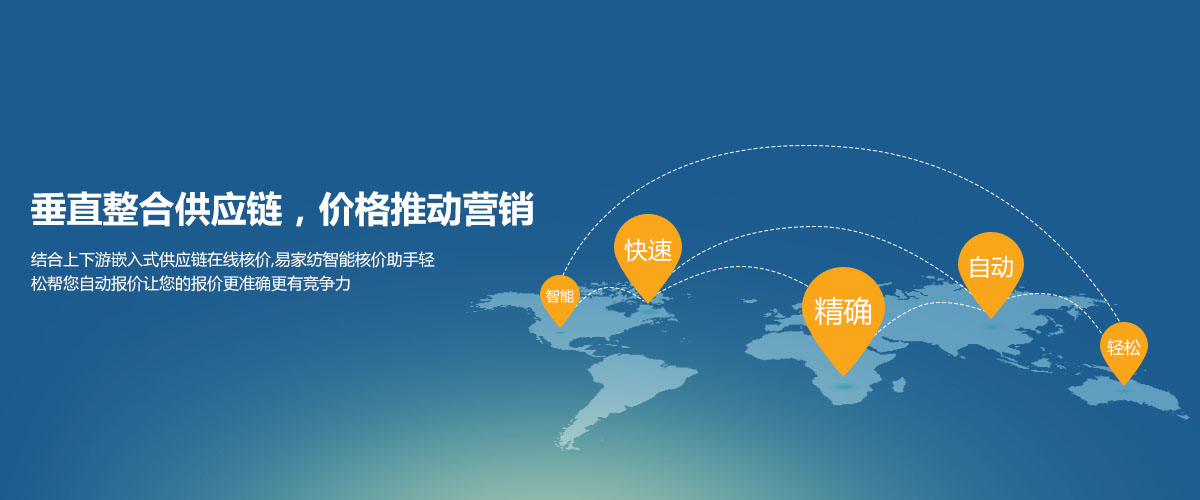 垂直整合供应链，价格推动营销
结合上下游嵌入式供应链在线核价,易家纺智能核价助手轻
松帮您自动报价让您的报价更准确更有竞争力
智能
快速
精确
自动
轻松